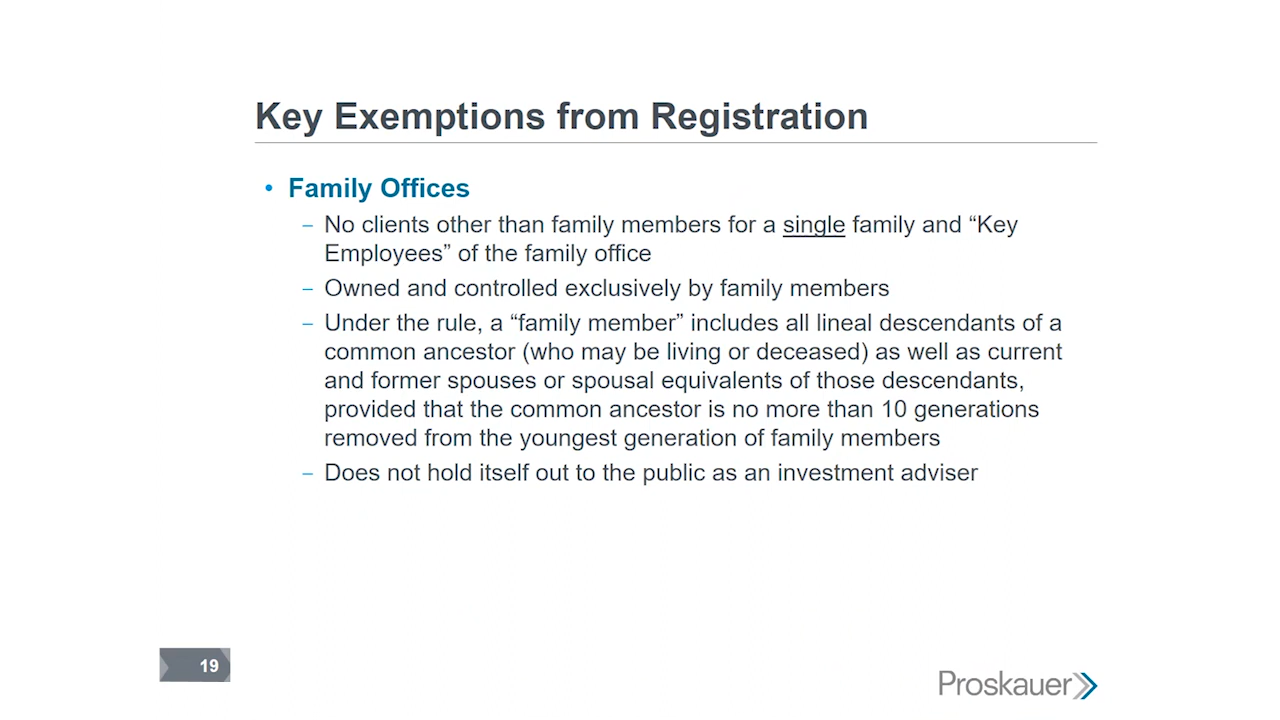 Key Exemptions from Registration
• Family Offices
– No clients other than family members for a single family and “Key
Employees” of the family office
– Owned and controlled exclusively by family members
– Under the rule, a “family member” includes all lineal descendants of a
common ancestor (who may be living or deceased) as well as current
and former spouses or spousal equivalents of those descendants,
provided that the common ancestor is no more than 10 generations
removed from the youngest generation of family members
– Does not hold itself out to the public as an investment adviser
19
Proskauer